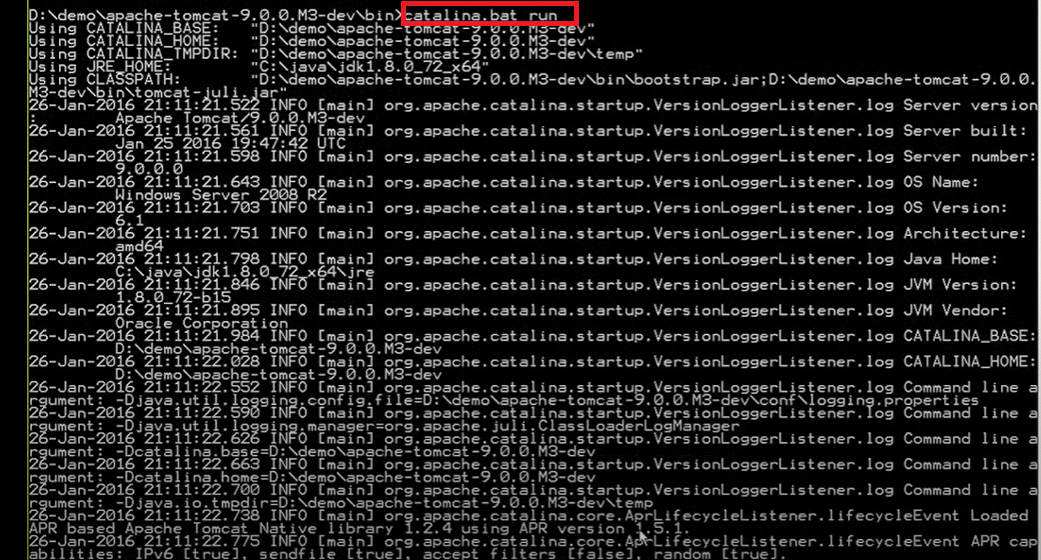 D:\demo\apache-tomcat-9.0.0.M3-dev\bin>catalina.bat run
Using CATALINA_BASE:   "D:\demo\apache-tomcat-9.0.0.M3-dev"
Using CATALINA_HOME:   "D:\demo\apache-tomcat-9.0.0.M3-dev"
Using CATALINA_TMPDIR: "D:\demo\apache-tomcat-9.0.0.M3-dev\temp"
Using JRE_HOME:        "C:\java\jdk1.8.0_72_x64"
Using CLASSPATH:       "D:\demo\apache-tomcat-9.0.0.M3-dev\bin\bootstrap.jar;D:\demo\apache-tomcat-9.0.0.
M3-dev\bin\tomcat-juli.jar"
26-Jan-2016 21:11:21.522 INFO [main] org.apache.catalina.startup.VersionLoggerListener.log Server version
:        Apache Tomcat/9.0.0.M3-dev
26-Jan-2016 21:11:21.561 INFO [main] org.apache.catalina.startup.VersionLoggerListener.log Server built:
         Jan 25 2016 19:47:42 UTC
26-Jan-2016 21:11:21.598 INFO [main] org.apache.catalina.startup.VersionLoggerListener.log Server number:
         9.0.0.0
26-Jan-2016 21:11:21.643 INFO [main] org.apache.catalina.startup.VersionLoggerListener.log OS Name:
         Windows Server 2008 R2
26-Jan-2016 21:11:21.703 INFO [main] org.apache.catalina.startup.VersionLoggerListener.log OS Version:
         6.1
26-Jan-2016 21:11:21.751 INFO [main] org.apache.catalina.startup.VersionLoggerListener.log Architecture:
         amd64
26-Jan-2016 21:11:21.798 INFO [main] org.apache.catalina.startup.VersionLoggerListener.log Java Home:
         C:\java\jdk1.8.0_72_x64\jre
26-Jan-2016 21:11:21.846 INFO [main] org.apache.catalina.startup.VersionLoggerListener.log JVM Version:
         1.8.0_72-b15
26-Jan-2016 21:11:21.895 INFO [main] org.apache.catalina.startup.VersionLoggerListener.log JVM Vendor:
         Oracle Corporation
26-Jan-2016 21:11:21.984 INFO [main] org.apache.catalina.startup.VersionLoggerListener.log CATALINA_BASE:
         D:\demo\apache-tomcat-9.0.0.M3-dev
26-Jan-2016 21:11:22.028 INFO [main] org.apache.catalina.startup.VersionLoggerListener.log CATALINA_HOME:
         D:\demo\apache-tomcat-9.0.0.M3-dev
26-Jan-2016 21:11:22.552 INFO [main] org.apache.catalina.startup.VersionLoggerListener.log Command line a
rgument: -Djava.util.logging.config.file=D:\demo\apache-tomcat-9.0.0.M3-dev\conf\logging.properties
26-Jan-2016 21:11:22.590 INFO [main] org.apache.catalina.startup.VersionLoggerListener.log Command line a
rgument: -Djava.util.logging.manager=org.apache.juli.ClassLoaderLogManager
26-Jan-2016 21:11:22.626 INFO [main] org.apache.catalina.startup.VersionLoggerListener.log Command line a
rgument: -Dcatalina.base=D:\demo\apache-tomcat-9.0.0.M3-dev
26-Jan-2016 21:11:22.663 INFO [main] org.apache.catalina.startup.VersionLoggerListener.log Command line a
rgument: -Dcatalina.home=D:\demo\apache-tomcat-9.0.0.M3-dev
26-Jan-2016 21:11:22.700 INFO [main] org.apache.catalina.startup.VersionLoggerListener.log Command line a
rgument: -Djava.io.tmpdir=D:\demo\apache-tomcat-9.0.0.M3-dev\temp
26-Jan-2016 21:11:22.738 INFO [main] org.apache.catalina.core.AprLifecycleListener.lifecycleEvent Loaded
APR based Apache Tomcat Native library 1.2.4 using APR version 1.5.1.
26-Jan-2016 21:11:22.775 INFO [main] org.apache.catalina.core.AprLifecycleListener.lifecycleEvent APR cap
abilities: IPv6 [true], sendfile [true], accept filters [false], random [true].